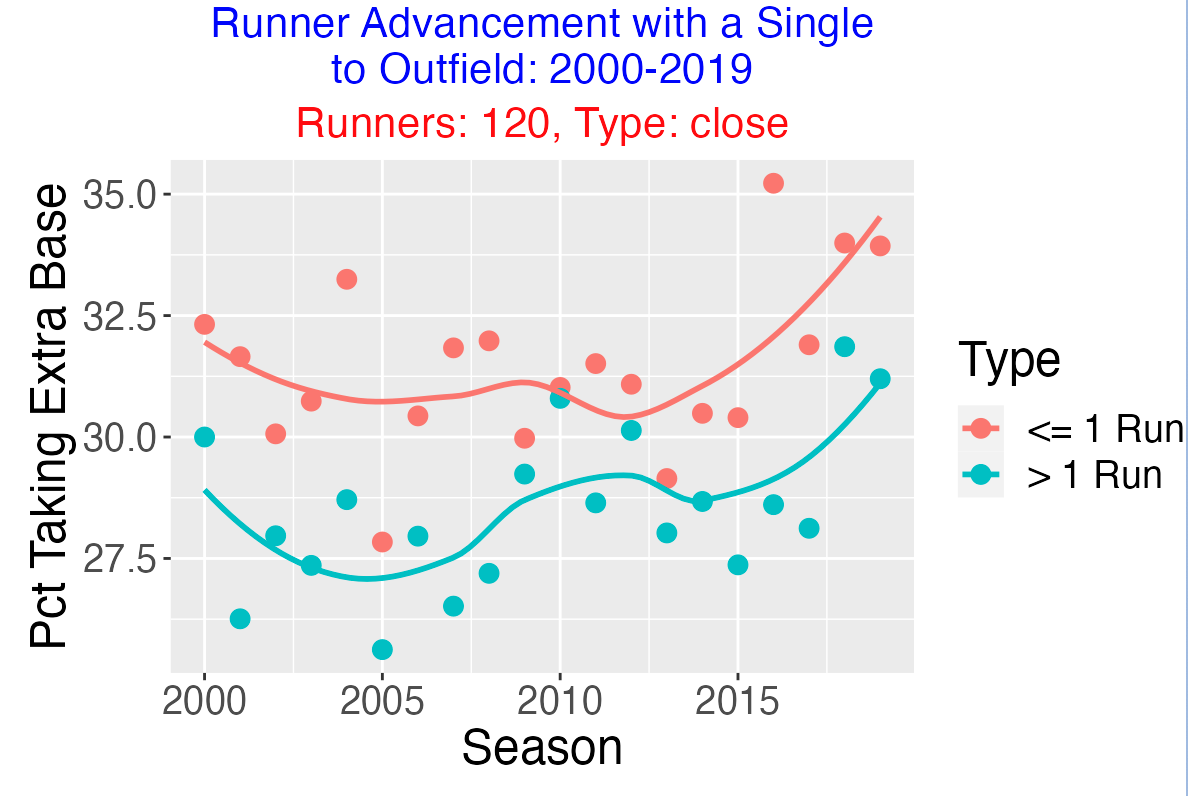 Runner Advancement with a Single
to Outfield: 2000-2019
Runners: 120, Type: close
Pct Taking Extra Base
35.0
32.5
30.0
27.5
2000 2005 2010 2015
Season
Type
<= 1 Run
> 1 Run